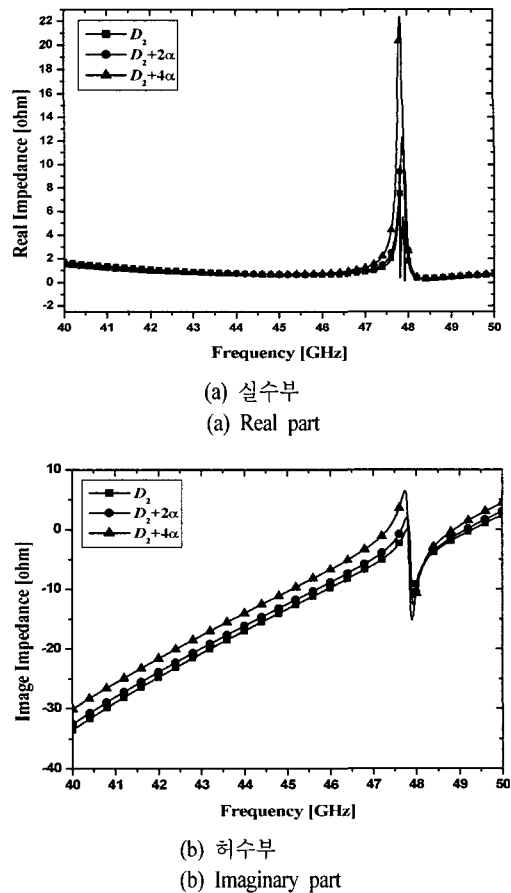 22
20
18
16
14
12
10
8
6
4
2
0
-2
Real Impedance [ohm]
D₂
D₂+2α
D₂+4α
40 41 42 43 44 45 46 47 48 49 50
Frequency [GHz]
(a) 실수부
(a) Real part
10
0
-10
-20
-30
-40
Image Impedance [ohm]
D₂
D₂+2α
D₂+4α
40 41 42 43 44 45 46 47 48 49 50
Frequency [GHz]
(b) 허수부
(b) Imaginary part